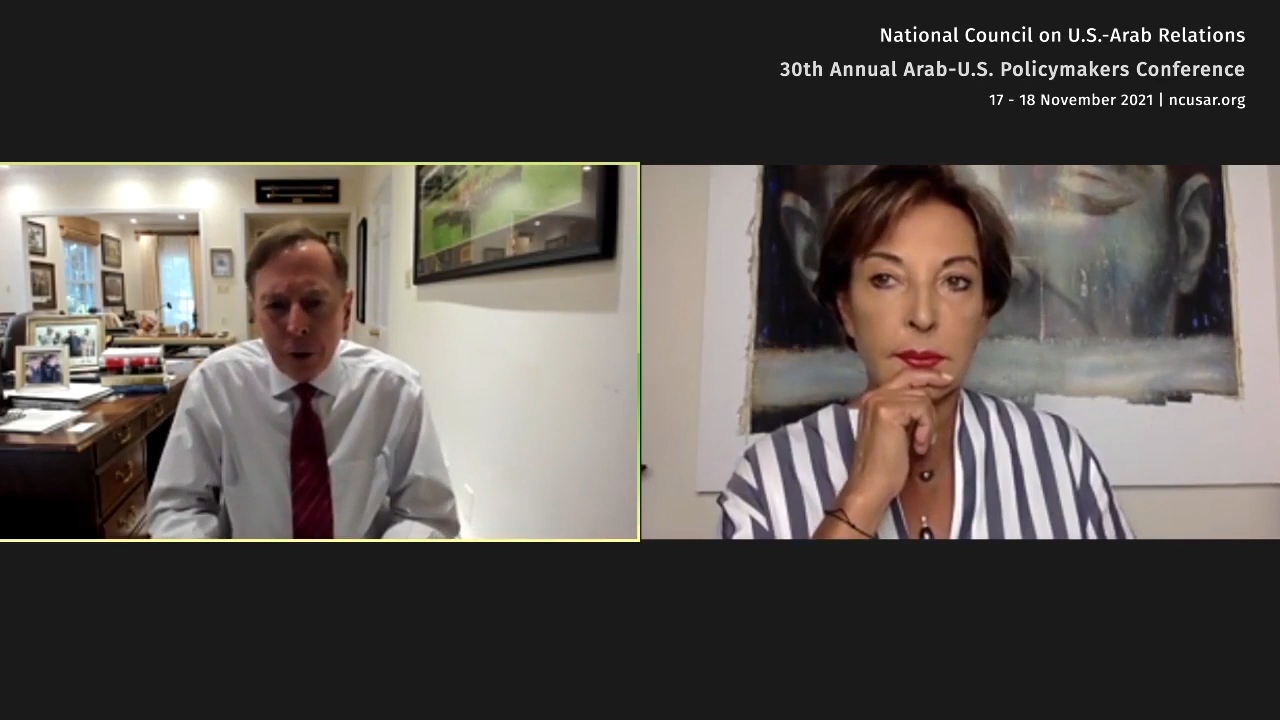 National Council on U.S.-Arab Relations
30th Annual Arab-U.S. Policymakers Conference
17 - 18 November 2021 | ncusar.org